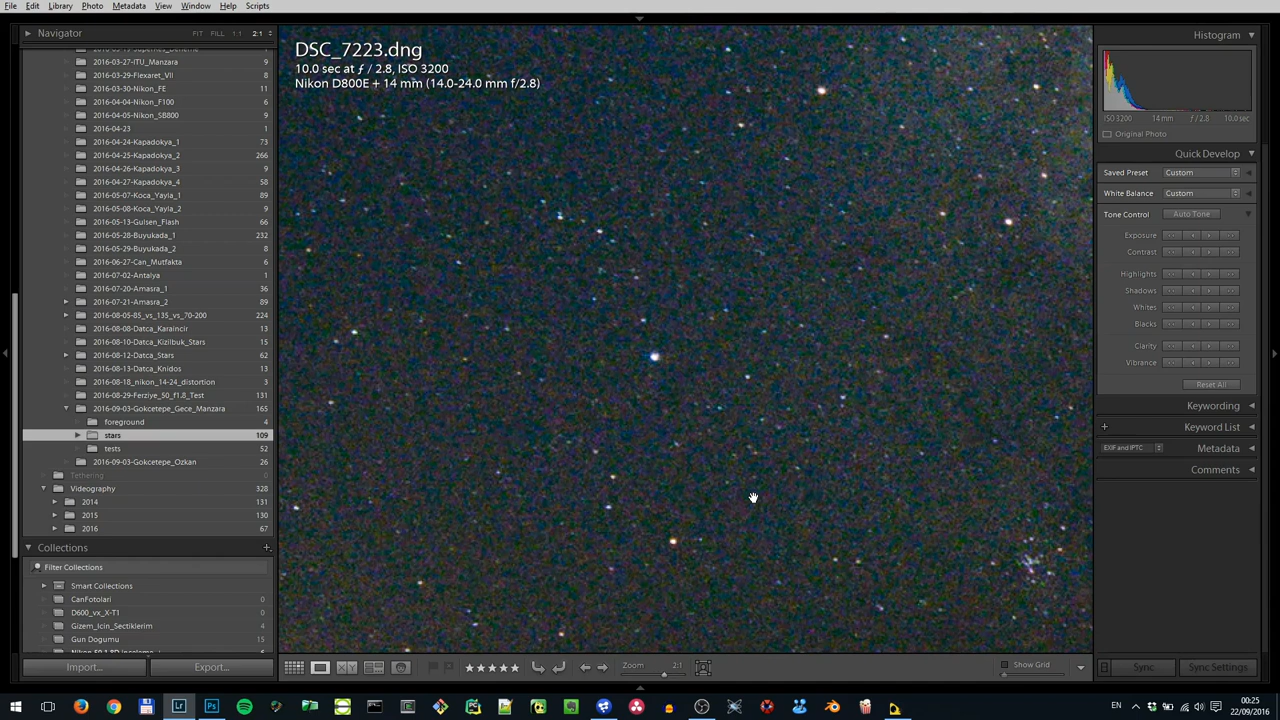 File Edit Library Photo Metadata View Window Help Scripts
Navigator FIT FILL 1:1 2:1
2016-03-27-ITU_Manzara 9
2016-03-29-Flexaret_VII 8
2016-03-30-Nikon_FE 11
2016-04-04-Nikon_F100 6
2016-04-05-Nikon_SB800 9
2016-04-23 1
2016-04-24-Kapadokya_1 73
2016-04-25-Kapadokya_2 266
2016-04-26-Kapadokya_3 9
2016-04-27-Kapadokya_4 58
2016-05-07-Koca_Yayla_1 89
2016-05-08-Koca_Yayla_2 9
2016-05-13-Gulsen_Flash 66
2016-05-28-Buyukada_1 232
2016-05-29-Buyukada_2 8
2016-06-27-Can_Mutfakta 6
2016-07-02-Antalya 1
2016-07-20-Amasra_1 36
2016-07-21-Amasra_2 89
2016-08-05-85_vs_135_vs_70-200 224
2016-08-08-Datca_Karaincir 13
2016-08-10-Datca_Kizilbuk_Stars 15
2016-08-12-Datca_Stars 62
2016-08-13-Datca_Knidos 13
2016-08-18_nikon_14-24_distortion 3
2016-08-29-Ferziye_50_f1.8_Test 131
2016-09-03-Gokcetepe_Gece_Manzara 165
foreground 4
stars 109
tests 52
2016-09-03-Gokcetepe_Ozkan 26
Tethering 0
Videography 328
2014 131
2015 130
2016 67
Collections +
Filter Collections
Smart Collections
CanFotolari 0
D600_vx_X-T1
Gizem_Icin_Sectiklerim 4
Gun Dogumu 15
Import... Export...
DSC_7223.dng
10.0 sec at ƒ / 2.8, ISO 3200
Nikon D800E + 14 mm (14.0-24.0 mm f/2.8)
Zoom 2:1
Show Grid
Histogram
ISO 3200 14 mm ƒ / 2.8 10.0 sec
Original Photo
Quick Develop
Saved Preset Custom
White Balance Custom
Tone Control Auto Tone
Exposure
Contrast
Highlights
Shadows
Whites
Blacks
Clarity
Vibrance
Reset All
Keywording
+ Keyword List
EXIF and IPTC Metadata
Comments
Sync Sync Settings
Lr Ps
EN 00:25
22/09/2016